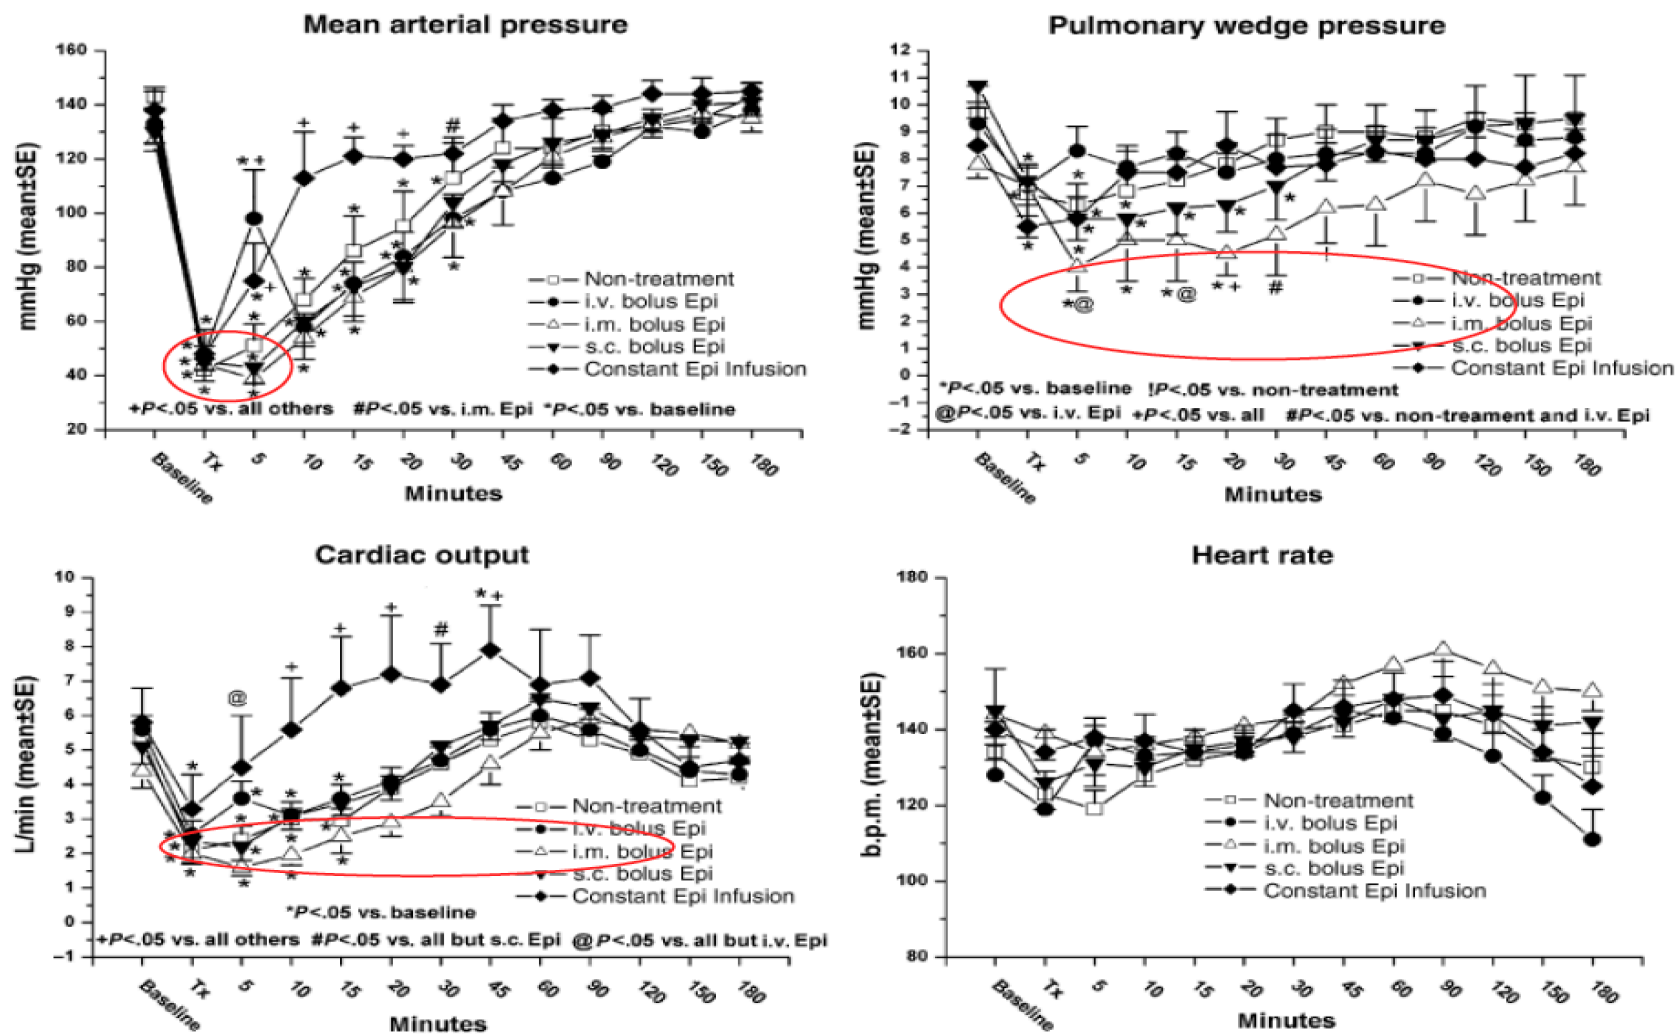 Mean arterial pressure
160
140
120
100
80
60
40
20
mmHg (mean±SE)
* + + + + #
Non-treatment
i.v. bolus Epi
i.m. bolus Epi
s.c. bolus Epi
Constant Epi Infusion
+P<.05 vs. all others #P<.05 vs. i.m. Epi *P<.05 vs. baseline
Baseline Tx 5 10 15 20 30 45 60 90 120 150 180
Minutes
Pulmonary wedge pressure
12
11
10
9
8
7
6
5
4
3
2
1
0
–1
–2
mmHg (mean±SE)
*@ * *@ *+ #
Non-treatment
i.v. bolus Epi
i.m. bolus Epi
s.c. bolus Epi
Constant Epi Infusion
*P<.05 vs. baseline !P<.05 vs. non-treatment
@P<.05 vs. i.v. Epi +P<.05 vs. all #P<.05 vs. non-treament and i.v. Epi
Baseline Tx 5 10 15 20 30 45 60 90 120 150 180
Minutes
Cardiac output
10
9
8
7
6
5
4
3
2
1
0
–1
L/min (mean±SE)
* @ + + + # *+
Non-treatment
i.v. bolus Epi
i.m. bolus Epi
s.c. bolus Epi
Constant Epi Infusion
*P<.05 vs. baseline
+P<.05 vs. all others #P<.05 vs. all but s.c. Epi @P<.05 vs. all but i.v. Epi
Baseline Tx 5 10 15 20 30 45 60 90 120 150 180
Minutes
Heart rate
180
160
140
120
100
80
b.p.m. (mean±SE)
Non-treatment
i.v. bolus Epi
i.m. bolus Epi
s.c. bolus Epi
Constant Epi Infusion
Baseline Tx 5 10 15 20 30 45 60 90 120 150 180
Minutes